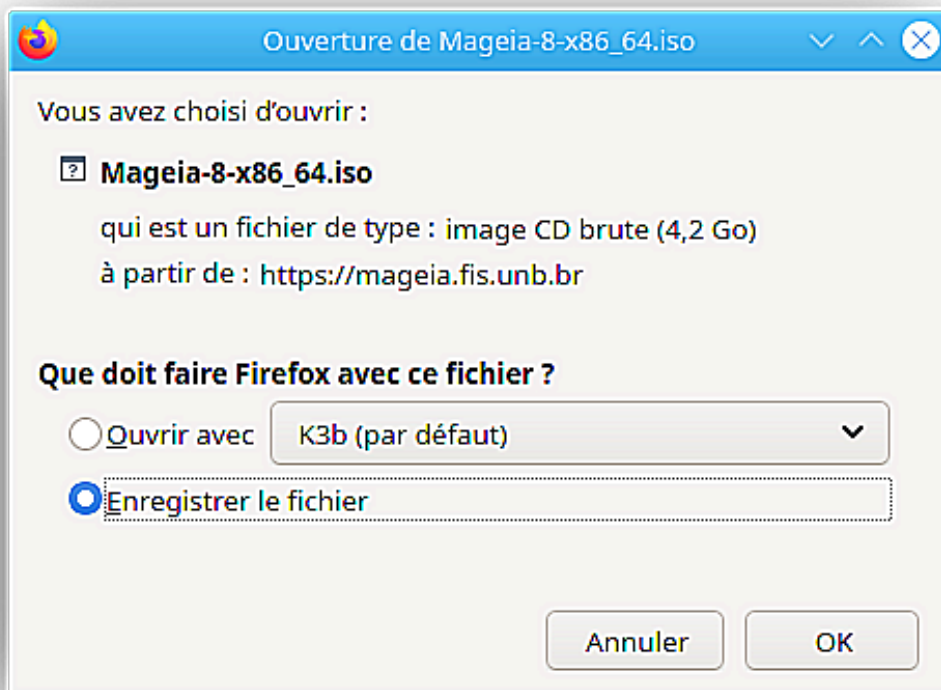 Ouverture de Mageia-8-x86_64.iso
Vous avez choisi d’ouvrir :
Mageia-8-x86_64.iso
qui est un fichier de type : image CD brute (4,2 Go)
à partir de : https://mageia.fis.unb.br
Que doit faire Firefox avec ce fichier ?
Ouvrir avec K3b (par défaut)
Enregistrer le fichier
Annuler OK